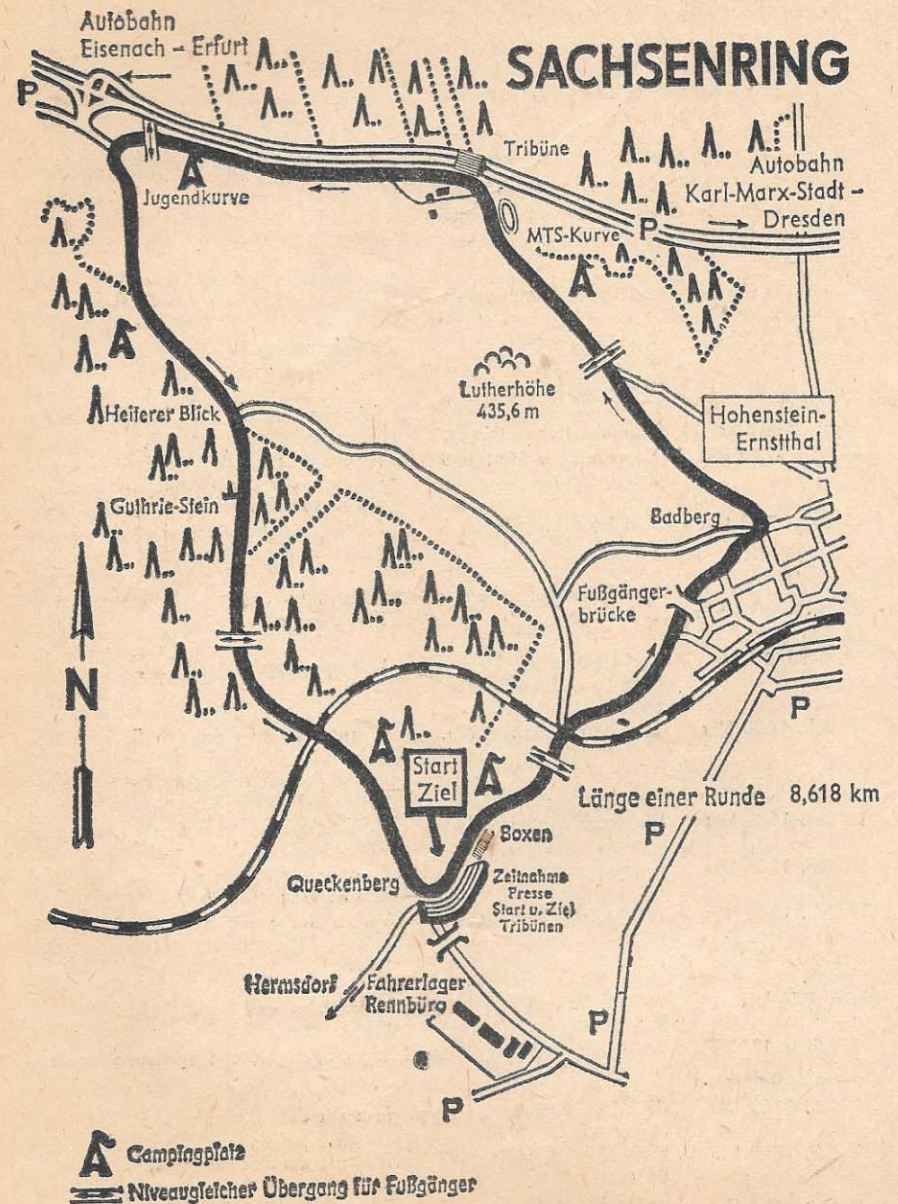 SACHSENRING
Autobahn
Eisenach – Erfurt
P
Tribüne
Autobahn
Karl-Marx-Stadt –
Dresden
Jugendkurve
MTS-Kurve
P
Lutherhöhe
435,6 m
Heiterer Blick
Hohenstein-
Ernstthal
Guthrie-Stein
Badberg
Fußgänger-
brücke
N
P
Start
Ziel
Länge einer Runde 8,618 km
P
Boxen
Queckenberg
Zeitnahme
Presse
Start u. Ziel
Tribünen
Hermsdorf
Fahrerlager
Rennbüro
P
P
Campingplatz
Niveaugleicher Übergang für Fußgänger